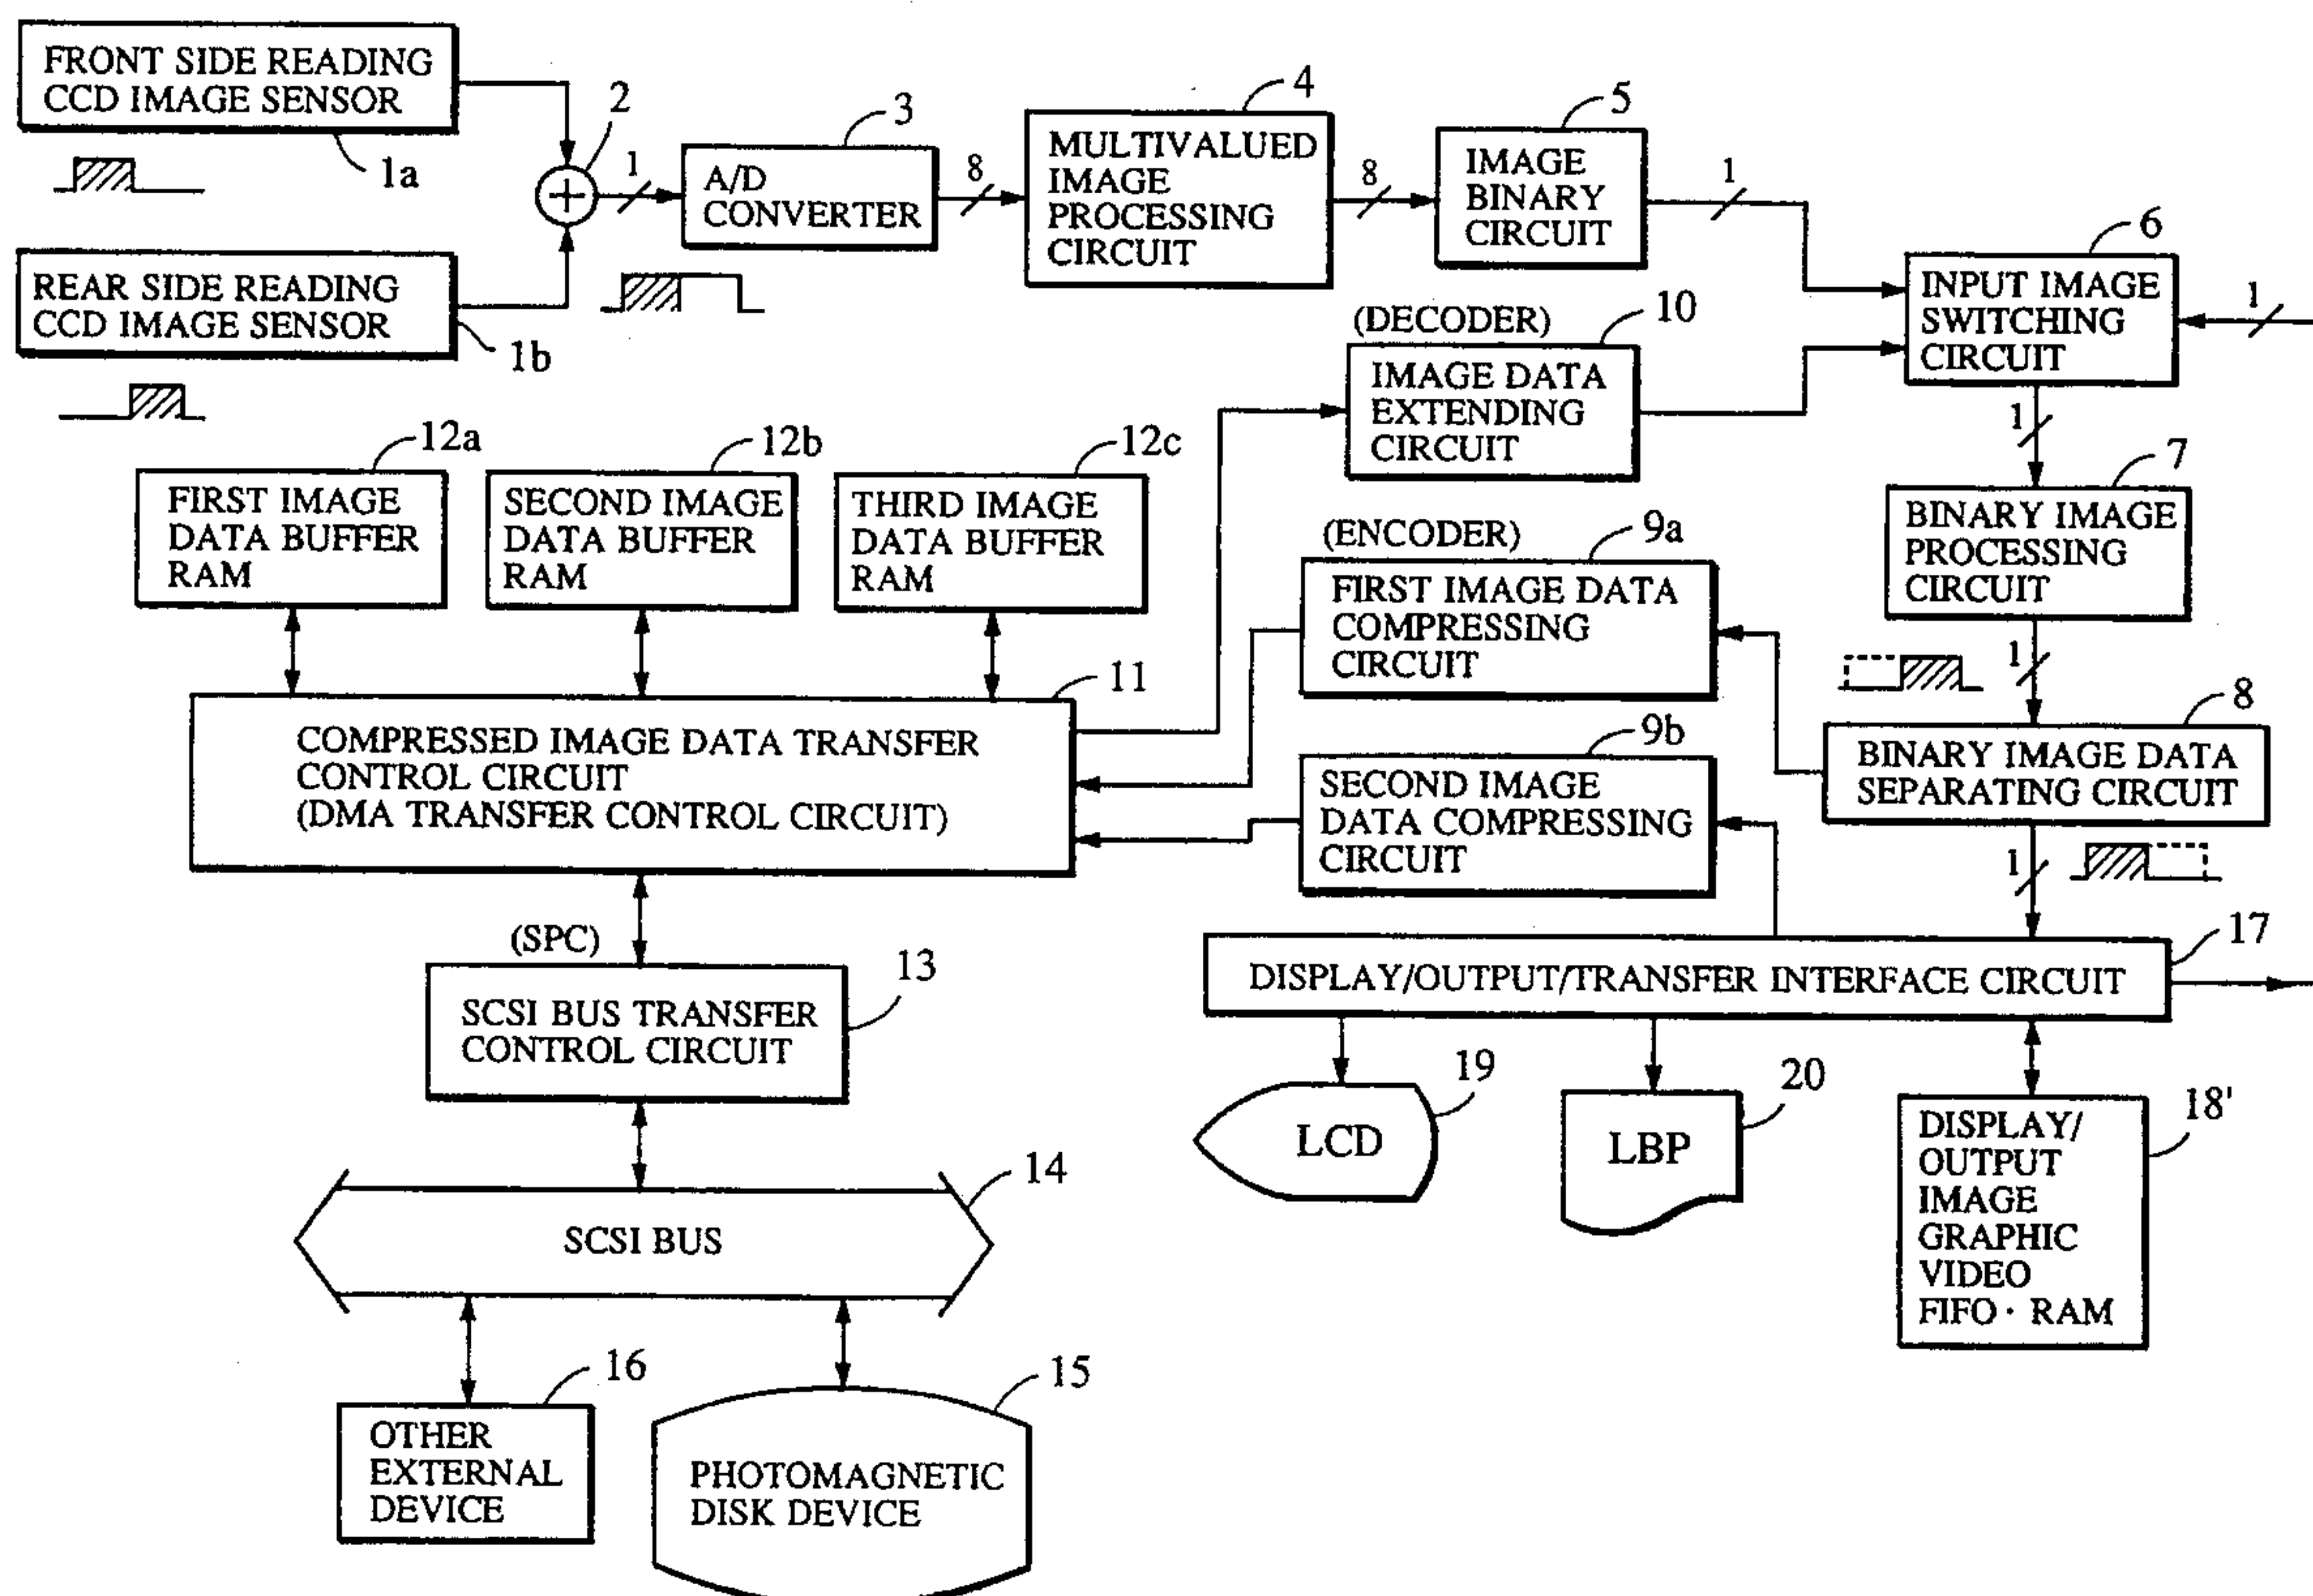 FRONT SIDE READING
CCD IMAGE SENSOR
1a
2
1
3
A/D
CONVERTER
8
4
MULTIVALUED
IMAGE
PROCESSING
CIRCUIT
8
5
IMAGE
BINARY
CIRCUIT
1
6
INPUT IMAGE
SWITCHING
CIRCUIT
1
REAR SIDE READING
CCD IMAGE SENSOR
1b
(DECODER)
10
IMAGE DATA
EXTENDING
CIRCUIT
1
12a
FIRST IMAGE
DATA BUFFER
RAM
12b
SECOND IMAGE
DATA BUFFER
RAM
12c
THIRD IMAGE
DATA BUFFER
RAM
7
BINARY IMAGE
PROCESSING
CIRCUIT
(ENCODER)
9a
FIRST IMAGE DATA
COMPRESSING
CIRCUIT
1
11
COMPRESSED IMAGE DATA TRANSFER
CONTROL CIRCUIT
(DMA TRANSFER CONTROL CIRCUIT)
9b
SECOND IMAGE
DATA COMPRESSING
CIRCUIT
8
BINARY IMAGE DATA
SEPARATING CIRCUIT
1
(SPC)
13
SCSI BUS TRANSFER
CONTROL CIRCUIT
17
DISPLAY/OUTPUT/TRANSFER INTERFACE CIRCUIT
19
LCD
20
LBP
18'
DISPLAY/
OUTPUT
IMAGE
GRAPHIC
VIDEO
FIFO · RAM
14
SCSI BUS
16
OTHER
EXTERNAL
DEVICE
15
PHOTOMAGNETIC
DISK DEVICE